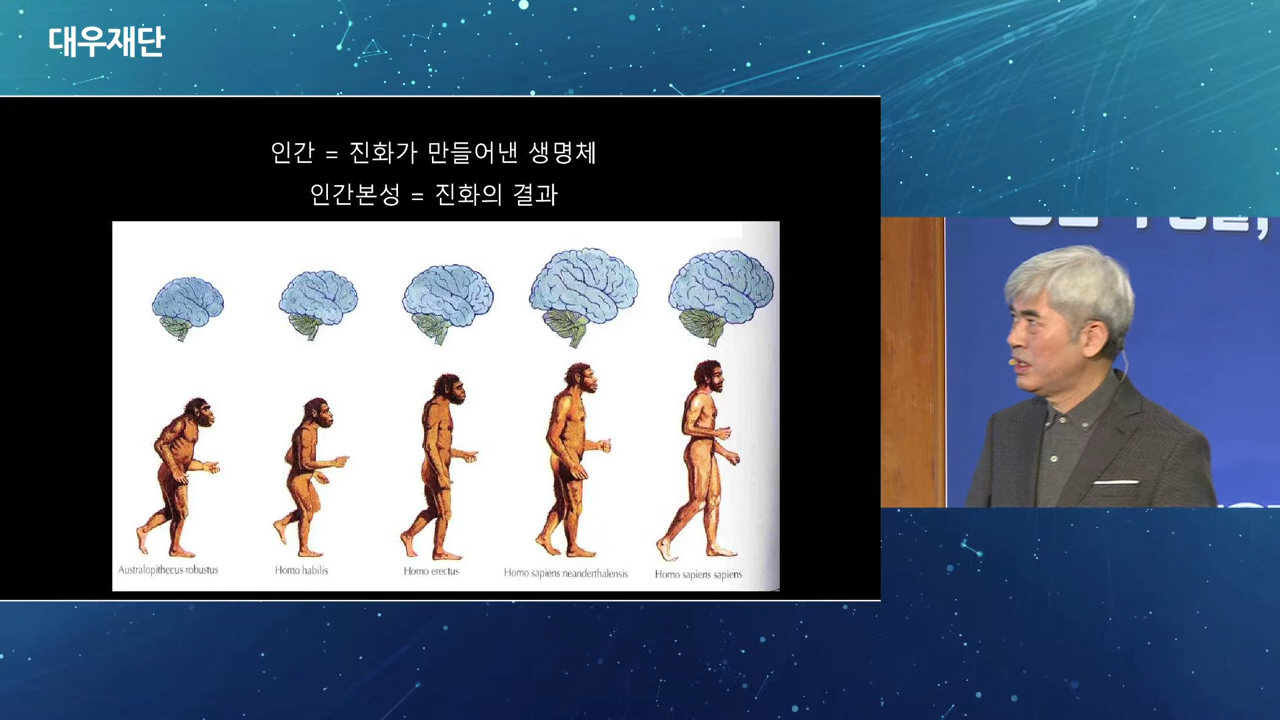 대우재단
인간 = 진화가 만들어낸 생명체
인간본성 = 진화의 결과
Australopithecus robustus
Homo habilis
Homo erectus
Homo sapiens neanderthalensis
Homo sapiens sapiens